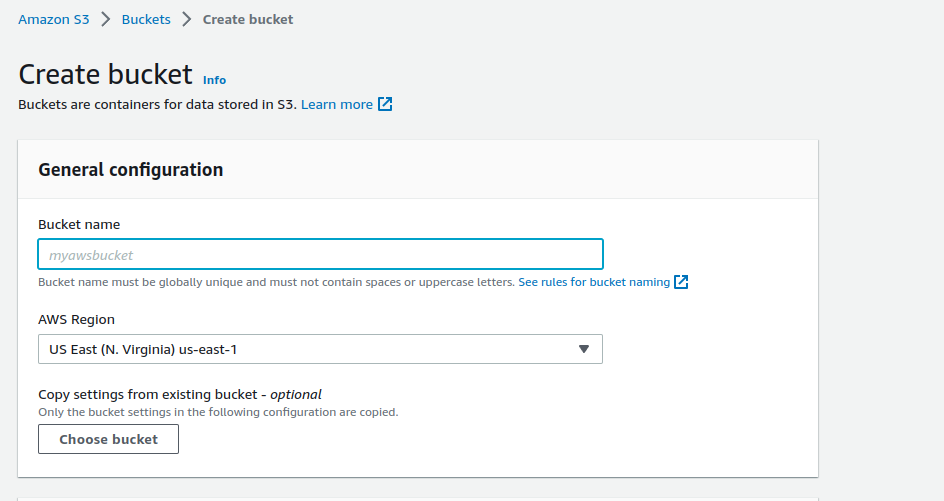 Amazon S3 > Buckets > Create bucket
Create bucket Info
Buckets are containers for data stored in S3. Learn more
General configuration
Bucket name
myawsbucket
Bucket name must be globally unique and must not contain spaces or uppercase letters. See rules for bucket naming
AWS Region
US East (N. Virginia) us-east-1
Copy settings from existing bucket - optional
Only the bucket settings in the following configuration are copied.
Choose bucket